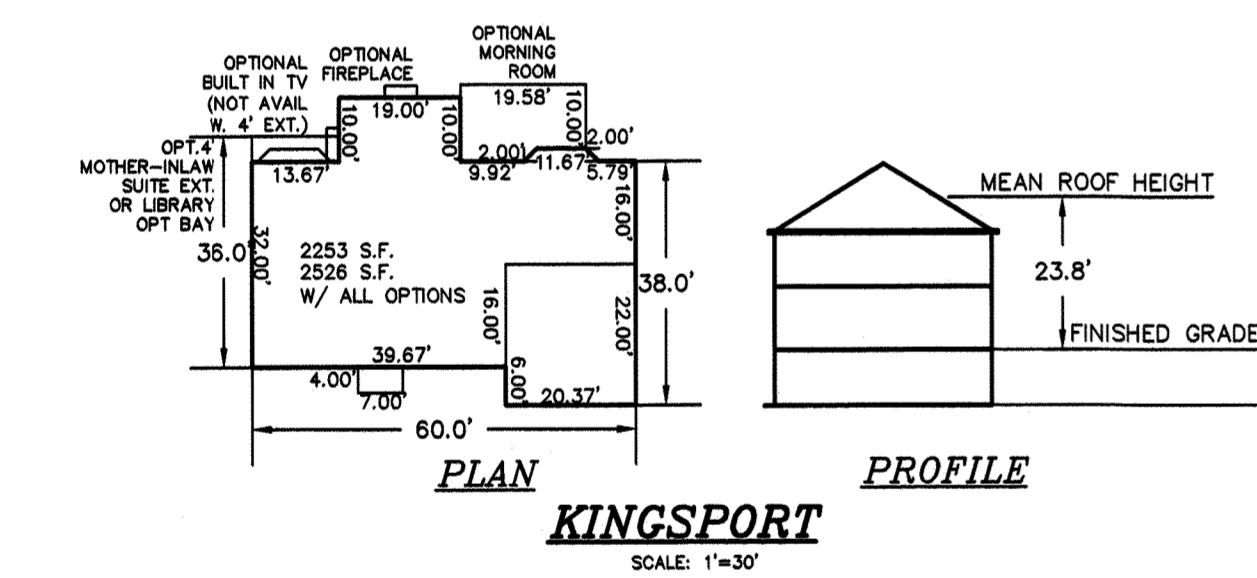 OPTIONAL
BUILT IN TV
(NOT AVAIL
W. 4' EXT.)
OPTIONAL
FIREPLACE
OPTIONAL
MORNING
ROOM
19.58'
19.00'
10.00'
10.00'
10.00'
2.00'
OPT.4'
MOTHER-INLAW
SUITE EXT.
OR LIBRARY
OPT BAY
13.67'
2.00'
9.92'
11.67'
5.79'
16.00'
36.0'
32.00'
2253 S.F.
2526 S.F.
W/ ALL OPTIONS
16.00'
22.00'
38.0'
39.67'
4.00'
7.00'
6.00'
20.37'
60.0'
PLAN
MEAN ROOF HEIGHT
23.8'
FINISHED GRADE
PROFILE
KINGSPORT
SCALE: 1'=30'